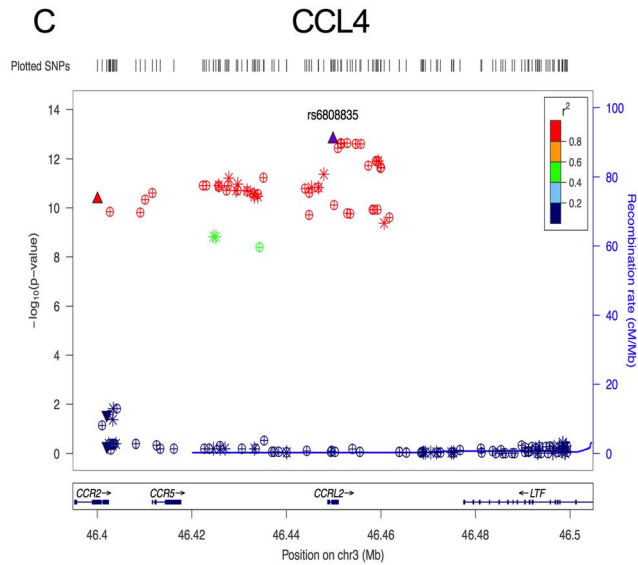 C CCL4
Plotted SNPs
rs6808835
r²
0.8
0.6
0.4
0.2
14
12
10
8
6
4
2
0
−log₁₀(p−value)
100
80
60
40
20
0
Recombination rate (cM/Mb)
CCR2→ CCR5→ CCRL2→ ←LTF
46.4 46.42 46.44 46.46 46.48 46.5
Position on chr3 (Mb)